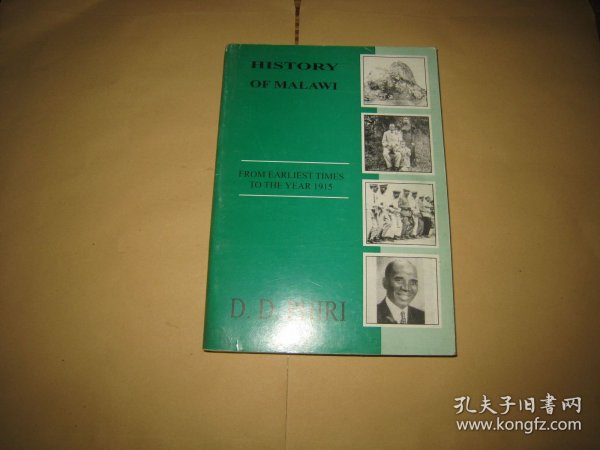 HISTORY
OF MALAWI
FROM EARLIEST TIMES
TO THE YEAR 1915
D. D. PHIRI
孔夫子旧书网
www.kongfz.com